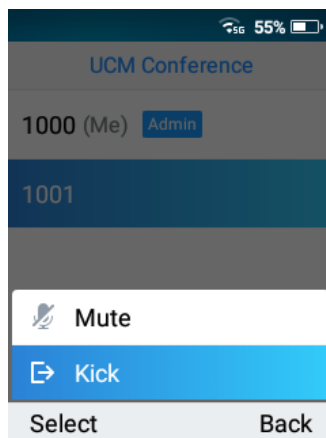 5G 55%
UCM Conference
1000 (Me) Admin
1001
Mute
Kick
Select Back